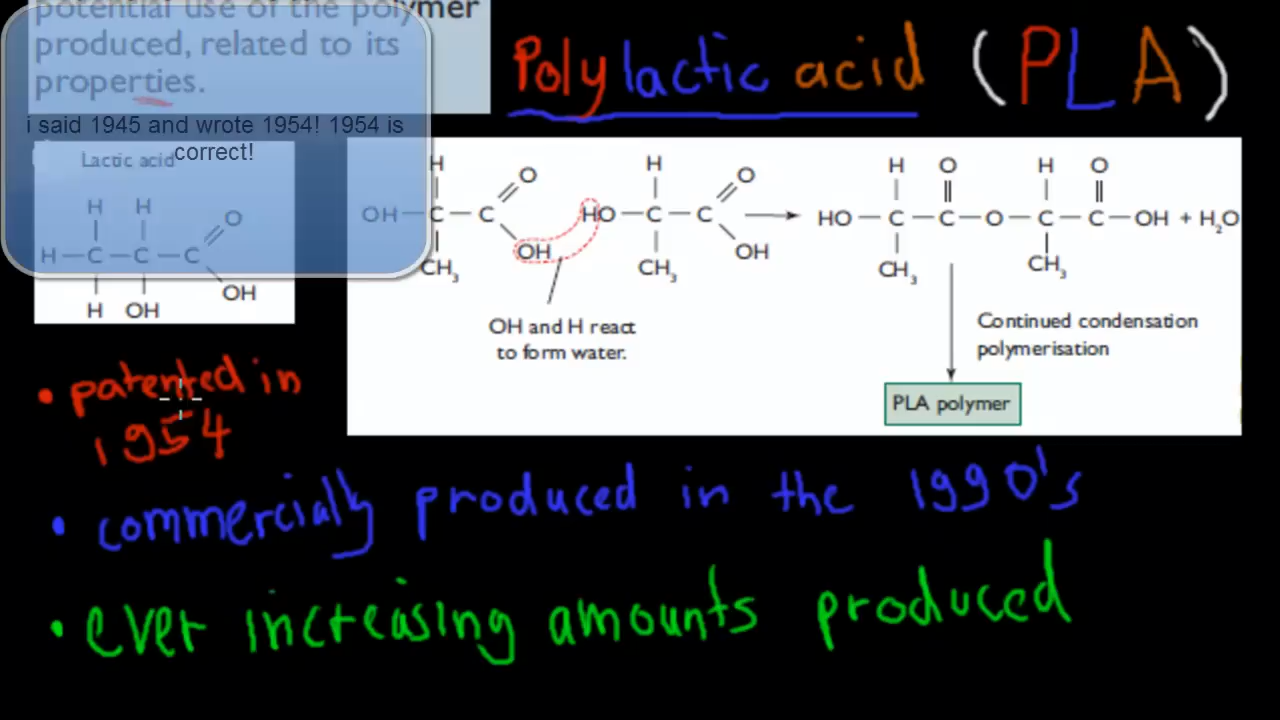 potential use of the polymer
produced, related to its
properties.
i said 1945 and wrote 1954! 1954 is
correct!
Polylactic acid (PLA)
Lactic acid
H H O
H—C—C—C
H OH OH
H O H O
OH—C—C HO—C—C
CH₃ OH CH₃ OH
OH and H react
to form water.
H O H O
HO—C—C—O—C—C—OH + H₂O
CH₃ CH₃
Continued condensation
polymerisation
PLA polymer
• patented in
1954
• commercially produced in the 1990's
• ever increasing amounts produced